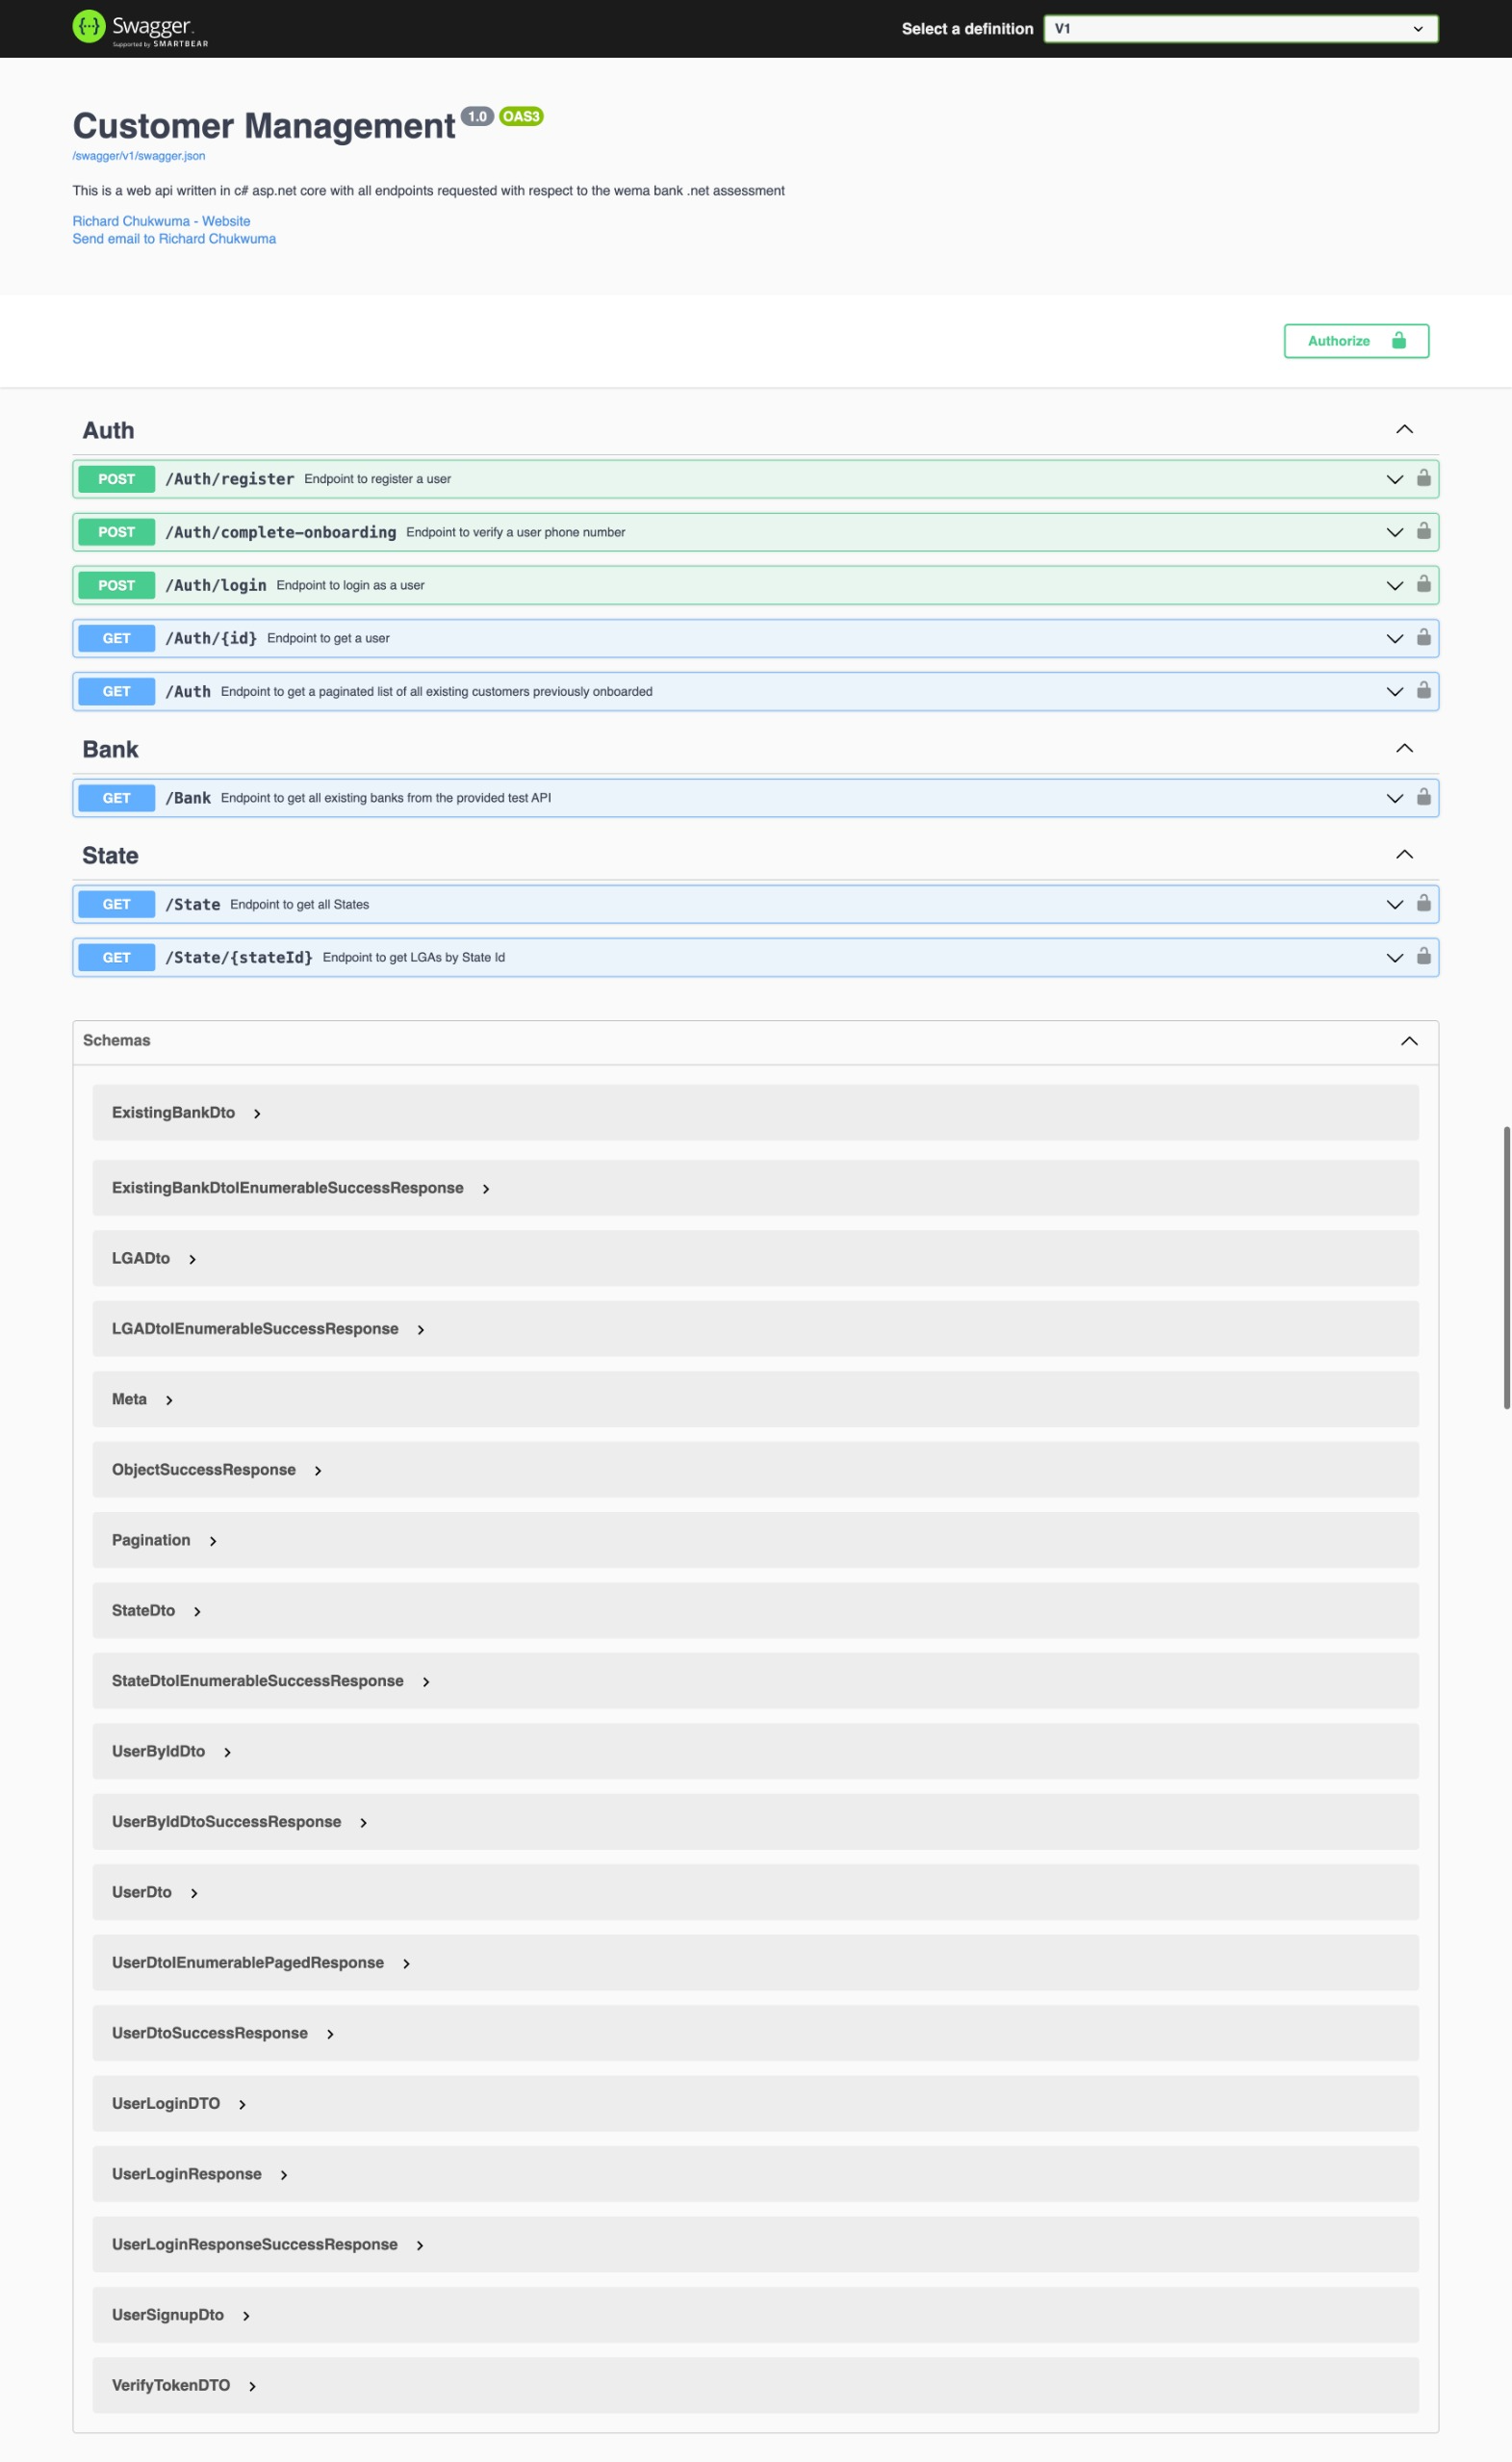 Swagger.
Supported by SMARTBEAR
Select a definition
V1
Customer Management 1.0 OAS3
/swagger/v1/swagger.json
This is a web api written in c# asp.net core with all endpoints requested with respect to the wema bank .net assessment
Richard Chukwuma - Website
Send email to Richard Chukwuma
Authorize
Auth
POST /Auth/register Endpoint to register a user
POST /Auth/complete-onboarding Endpoint to verify a user phone number
POST /Auth/login Endpoint to login as a user
GET /Auth/{id} Endpoint to get a user
GET /Auth Endpoint to get a paginated list of all existing customers previously onboarded
Bank
GET /Bank Endpoint to get all existing banks from the provided test API
State
GET /State Endpoint to get all States
GET /State/{stateId} Endpoint to get LGAs by State Id
Schemas
ExistingBankDto
ExistingBankDtoIEnumerableSuccessResponse
LGADto
LGADtoIEnumerableSuccessResponse
Meta
ObjectSuccessResponse
Pagination
StateDto
StateDtoIEnumerableSuccessResponse
UserByIdDto
UserByIdDtoSuccessResponse
UserDto
UserDtoIEnumerablePagedResponse
UserDtoSuccessResponse
UserLoginDTO
UserLoginResponse
UserLoginResponseSuccessResponse
UserSignupDto
VerifyTokenDTO